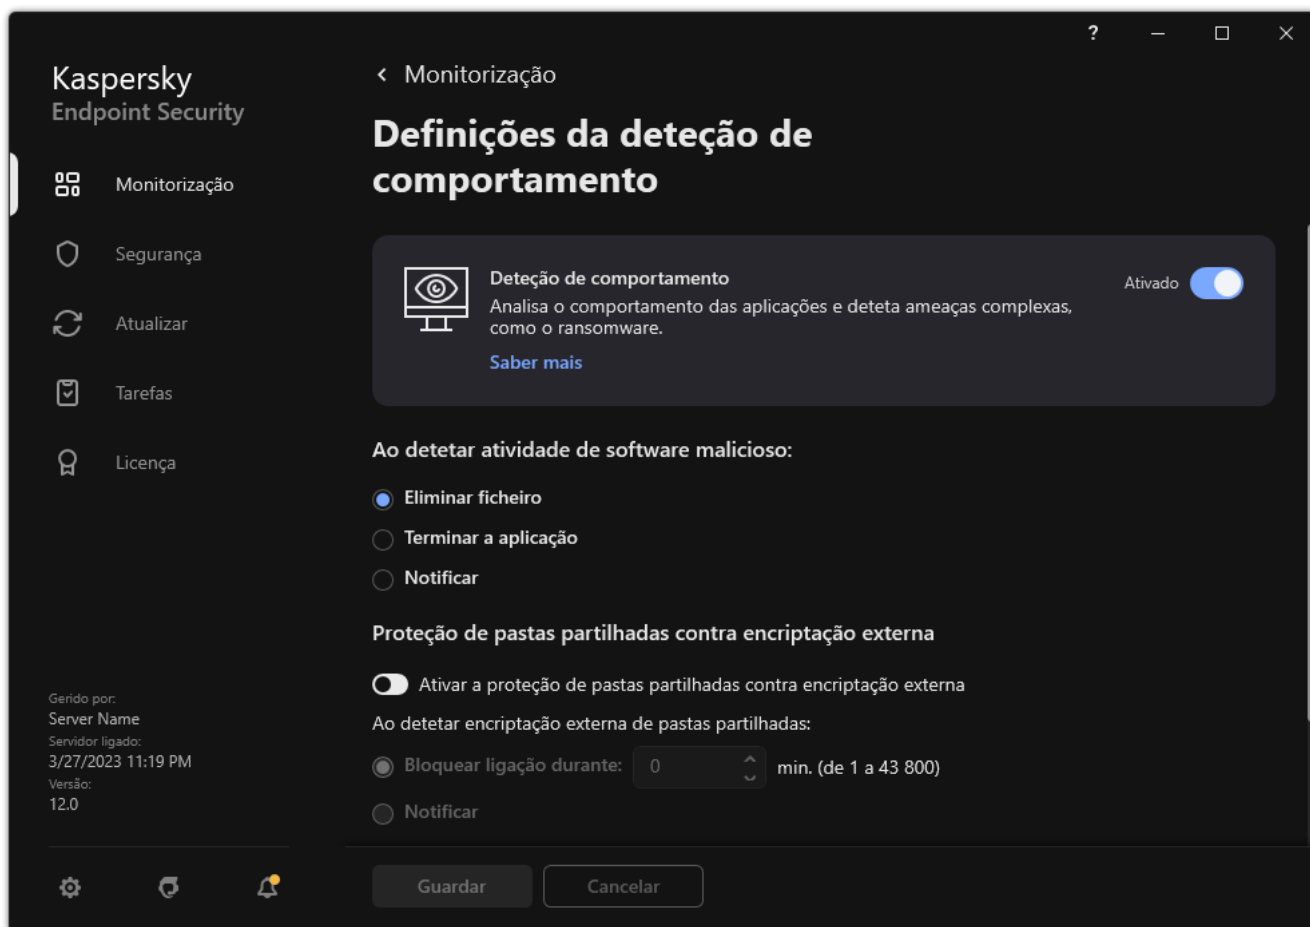 ?
Kaspersky
Endpoint Security
Monitorização
Segurança
Atualizar
Tarefas
Licença
Gerido por:
Server Name
Servidor ligado:
3/27/2023 11:19 PM
Versão:
12.0
Monitorização
Definições da deteção de
comportamento
Deteção de comportamento
Analisa o comportamento das aplicações e deteta ameaças complexas,
como o ransomware.
Saber mais
Ativado
Ao detetar atividade de software malicioso:
Eliminar ficheiro
Terminar a aplicação
Notificar
Proteção de pastas partilhadas contra encriptação externa
Ativar a proteção de pastas partilhadas contra encriptação externa
Ao detetar encriptação externa de pastas partilhadas:
Bloquear ligação durante: 0 min. (de 1 a 43 800)
Notificar
Guardar Cancelar